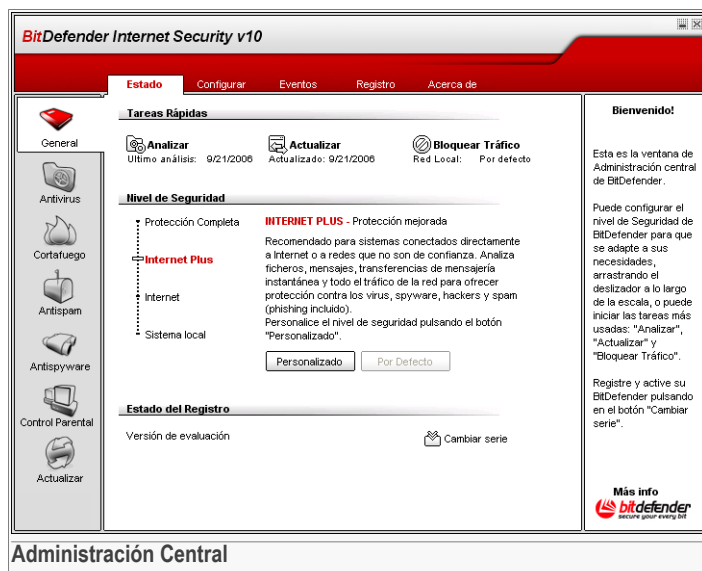 BitDefender Internet Security v10
Estado
Configurar
Eventos
Registro
Acerca de
General
Antivirus
Cortafuego
Antispam
Antispyware
Control Parental
Actualizar
Tareas Rápidas
Analizar
Ultimo análisis: 9/21/2006
Actualizar
Actualizado: 9/21/2006
Bloquear Tráfico
Red Local: Por defecto
Nivel de Seguridad
Protección Completa
Internet Plus
Internet
Sistema local
INTERNET PLUS - Protección mejorada
Recomendado para sistemas conectados directamente
a Internet o a redes que no son de confianza. Analiza
ficheros, mensajes, transferencias de mensajería
instantánea y todo el tráfico de la red para ofrecer
protección contra los virus, spyware, hackers y spam
(phishing incluido).
Personalice el nivel de seguridad pulsando el botón
"Personalizado".
Personalizado
Por Defecto
Estado del Registro
Versión de evaluación
Cambiar serie
Bienvenido!
Esta es la ventana de
Administración central
de BitDefender.
Puede configurar el
nivel de Seguridad de
BitDefender para que
se adapte a sus
necesidades,
arrastrando el
deslizador a lo largo
de la escala, o puede
iniciar las tareas más
usadas: "Analizar",
"Actualizar" y
"Bloquear Tráfico".
Registre y active su
BitDefender pulsando
en el botón "Cambiar
serie".
Más info
bitdefender
secure your every bit
Administración Central